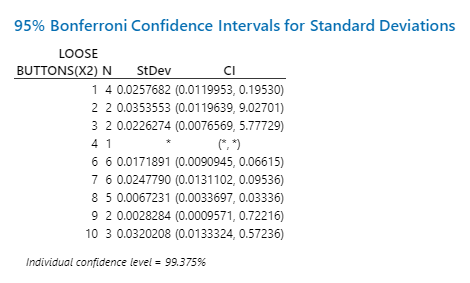 95% Bonferroni Confidence Intervals for Standard Deviations
LOOSE
BUTTONS(X2) N StDev CI
1 4 0.0257682 (0.0119953, 0.19530)
2 2 0.0353553 (0.0119639, 9.02701)
3 2 0.0226274 (0.0076569, 5.77729)
4 1 * (*, *)
6 6 0.0171891 (0.0090945, 0.06615)
7 6 0.0247790 (0.0131102, 0.09536)
8 5 0.0067231 (0.0033697, 0.03336)
9 2 0.0028284 (0.0009571, 0.72216)
10 3 0.0320208 (0.0133324, 0.57236)
Individual confidence level = 99.375%